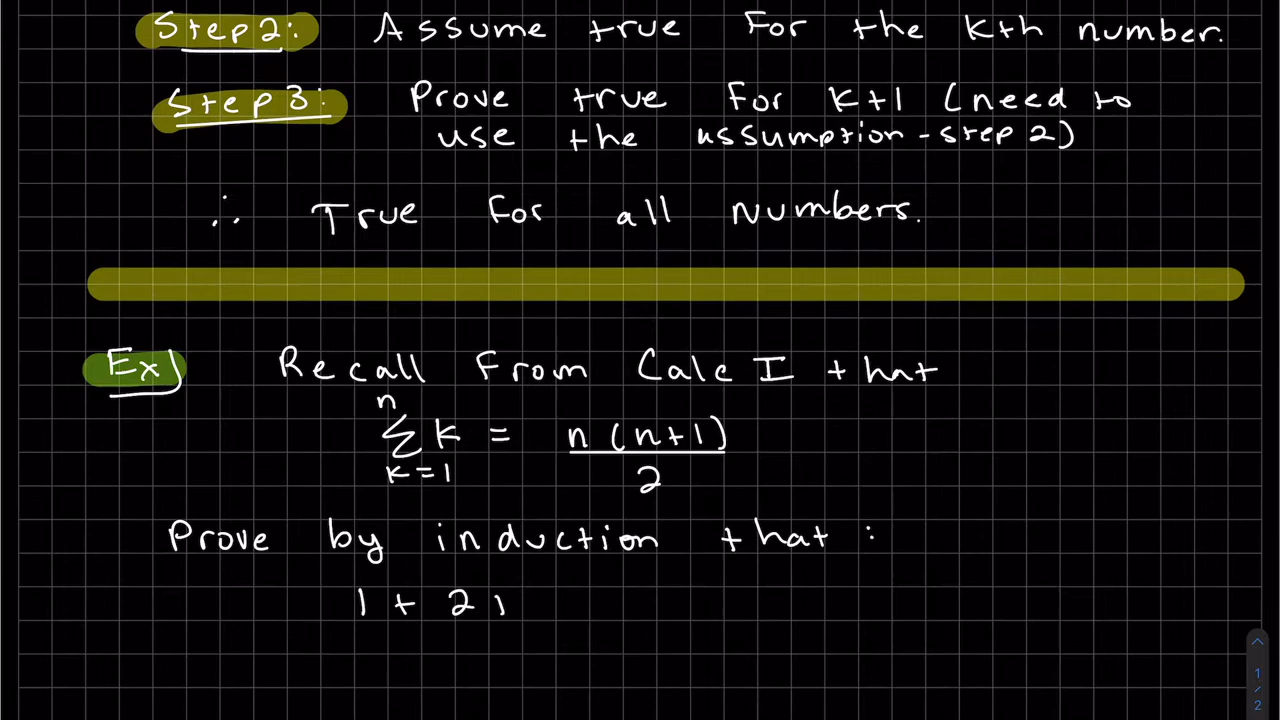 Step 2: Assume true for the kth number.
Step 3: Prove true for k+1 (need to
use the assumption - step 2)
∴ True for all numbers.
Ex) Recall from Calc I that
n
∑ k = n(n+1)
k=1 2
Prove by induction that:
1 + 2
1
/
2